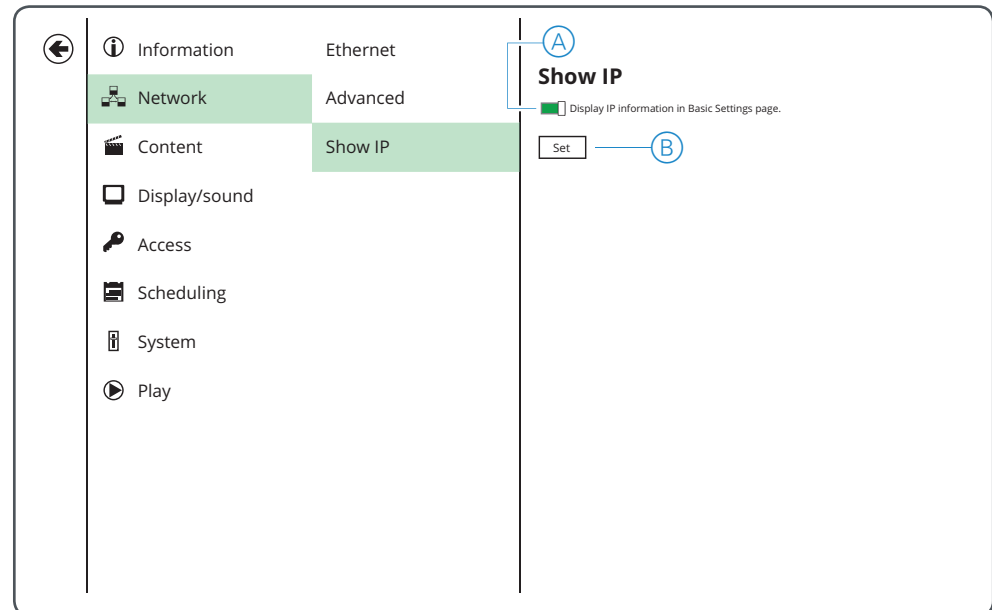 Information
Network
Content
Display/sound
Access
Scheduling
System
Play
Ethernet
Advanced
Show IP
A
Show IP
Display IP information in Basic Settings page.
Set
B